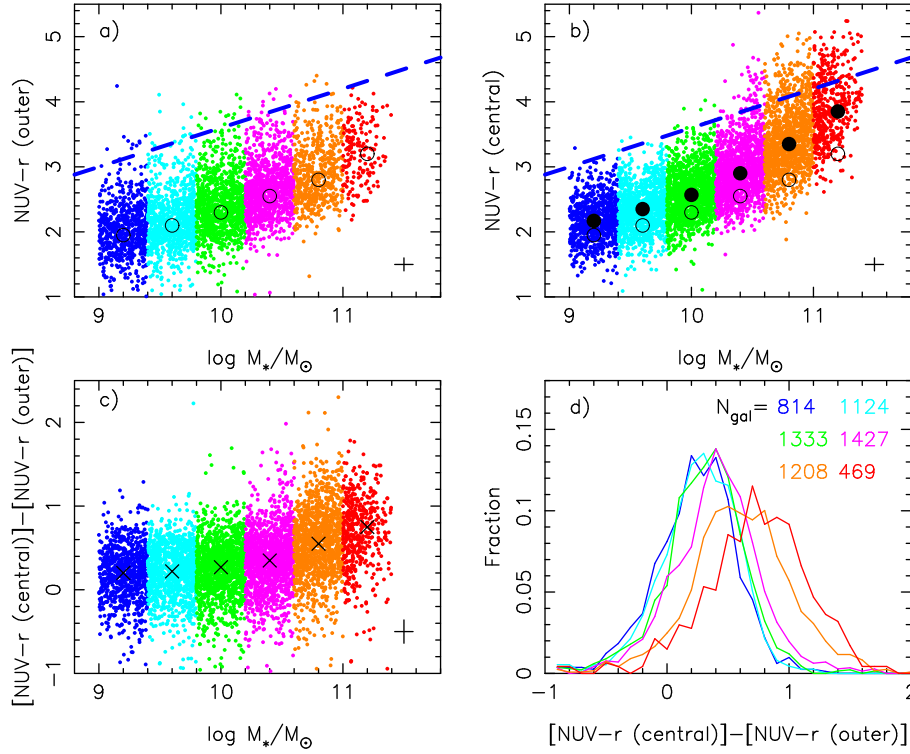 a)
NUV−r (outer)
5
4
3
2
1
9
10
11
log M*/M⊙
b)
NUV−r (central)
5
4
3
2
1
9
10
11
log M*/M⊙
c)
[NUV−r (central)]−[NUV−r (outer)]
2
1
0
−1
9
10
11
log M*/M⊙
d)
N_gal= 814 1124
1333 1427
1208 469
Fraction
0.15
0.1
0.05
0
−1
0
1
2
[NUV−r (central)]−[NUV−r (outer)]